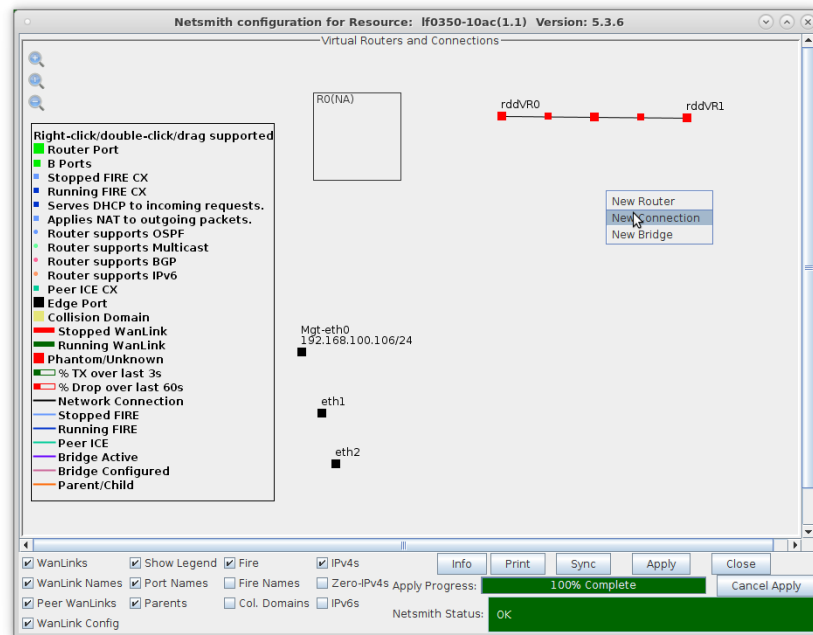 Netsmith configuration for Resource: lf0350-10ac(1.1) Version: 5.3.6
Virtual Routers and Connections
R0(NA)
rddVR0
rddVR1
Right-click/double-click/drag supported
Router Port
B Ports
Stopped FIRE CX
Running FIRE CX
Serves DHCP to incoming requests.
Applies NAT to outgoing packets.
Router supports OSPF
Router supports Multicast
Router supports BGP
Router supports IPv6
Peer ICE CX
Edge Port
Collision Domain
Stopped WanLink
Running WanLink
Phantom/Unknown
% TX over last 3s
% Drop over last 60s
Network Connection
Stopped FIRE
Running FIRE
Peer ICE
Bridge Active
Bridge Configured
Parent/Child
New Router
New Connection
New Bridge
Mgt-eth0
192.168.100.106/24
eth1
eth2
WanLinks Show Legend Fire IPv4s Info Print Sync Apply Close
WanLink Names Port Names Fire Names Zero-IPv4s Apply Progress: 100% Complete Cancel Apply
Peer WanLinks Parents Col. Domains IPv6s Netsmith Status: OK
WanLink Config